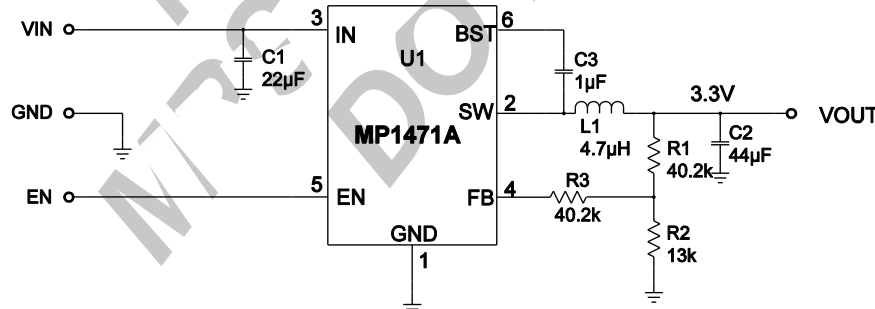 VIN
3
IN
U1
BST
6
C1
22µF
C3
1µF
GND
SW
2
3.3V
VOUT
MP1471A
L1
4.7µH
R1
40.2k
C2
44µF
EN
5
EN
FB
4
R3
40.2k
R2
13k
GND
1